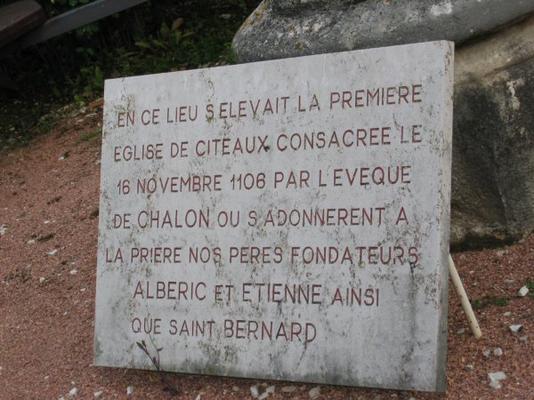 EN CE LIEU S'ELEVAIT LA PREMIERE
EGLISE DE CITEAUX CONSACREE LE
16 NOVEMBRE 1106 PAR L'EVEQUE
DE CHALON OU S'ADONNERENT A
LA PRIERE NOS PERES FONDATEURS
ALBERIC ET ETIENNE AINSI
QUE SAINT BERNARD